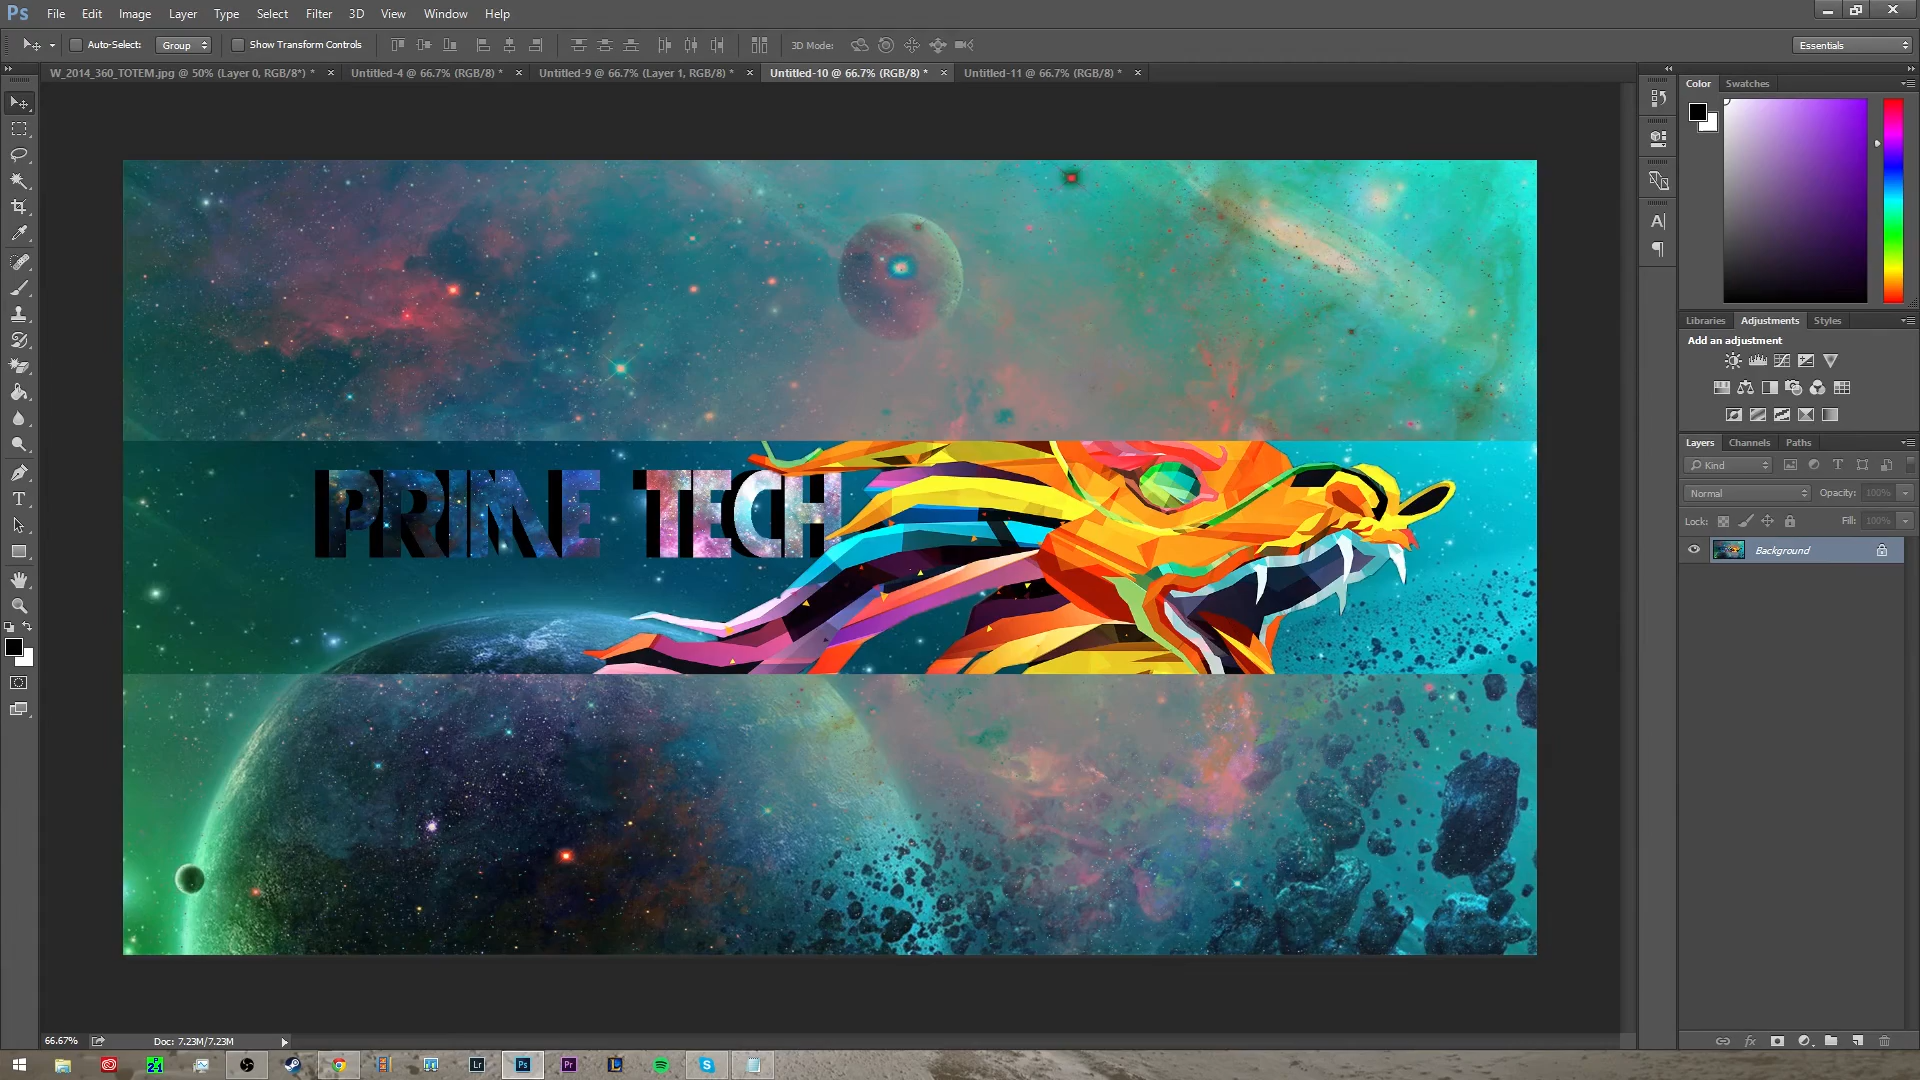 Ps File Edit Image Layer Type Select Filter 3D View Window Help
Auto-Select: Group Show Transform Controls 3D Mode: Essentials
W_2014_360_TOTEM.jpg @ 50% (Layer 0, RGB/8*) * × Untitled-4 @ 66.7% (RGB/8) * × Untitled-9 @ 66.7% (Layer 1, RGB/8) * × Untitled-10 @ 66.7% (RGB/8) * × Untitled-11 @ 66.7% (RGB/8) * ×
Color Swatches
Libraries Adjustments Styles
Add an adjustment
Layers Channels Paths
Kind
Normal Opacity: 100%
Lock: Fill: 100%
Background
PRIME TECH
66.67% Doc: 7.23M/7.23M
Lr Ps Pr